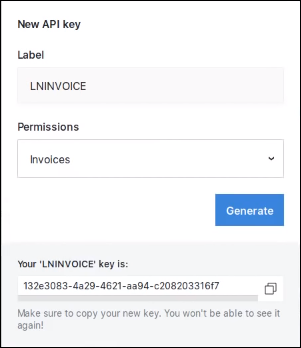 New API key
Label
LNINVOICE
Permissions
Invoices
Generate
Your 'LNINVOICE' key is:
132e3083-4a29-4621-aa94-c208203316f7
Make sure to copy your new key. You won't be able to see it
again!